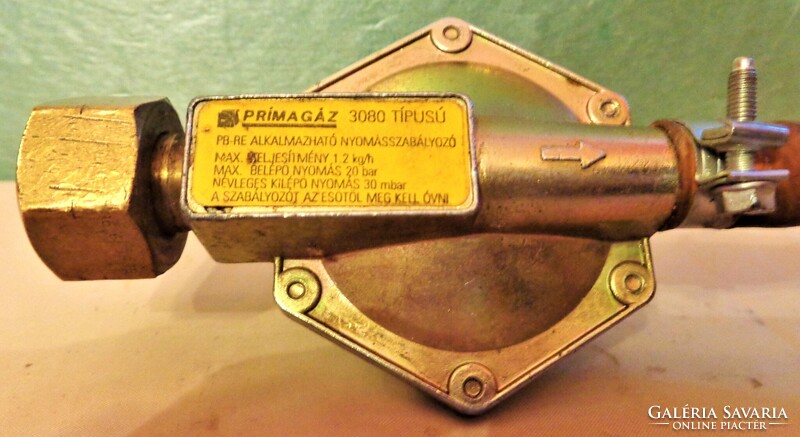 PRÍMAGÁZ 3080 TÍPUSÚ
PB-RE ALKALMAZHATÓ NYOMÁSSZABÁLYOZÓ
MAX. TELJESÍTMÉNY 1.2 kg/h
MAX. BELÉPŐ NYOMÁS 20 bar
NÉVLEGES KILÉPŐ NYOMÁS 30 mbar
A SZABÁLYOZÓT AZ ESŐTŐL MEG KELL ÓVNI
GALÉRIA SAVARIA
ONLINE PIACTÉR